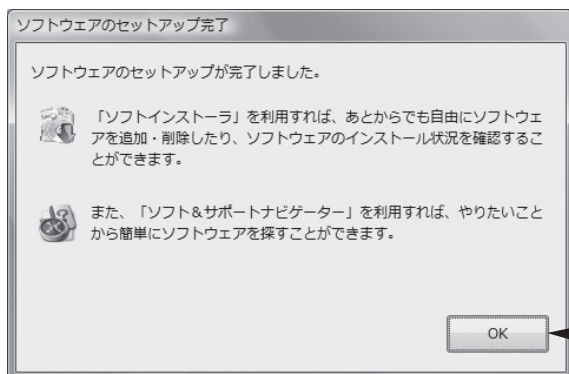 ソフトウェアのセットアップ完了
ソフトウェアのセットアップが完了しました。
「ソフトインストーラ」を利用すれば、あとからでも自由にソフトウェ
アを追加・削除したり、ソフトウェアのインストール状況を確認するこ
とができます。
また、「ソフト&サポートナビゲーター」を利用すれば、やりたいこと
から簡単にソフトウェアを探すことができます。
OK